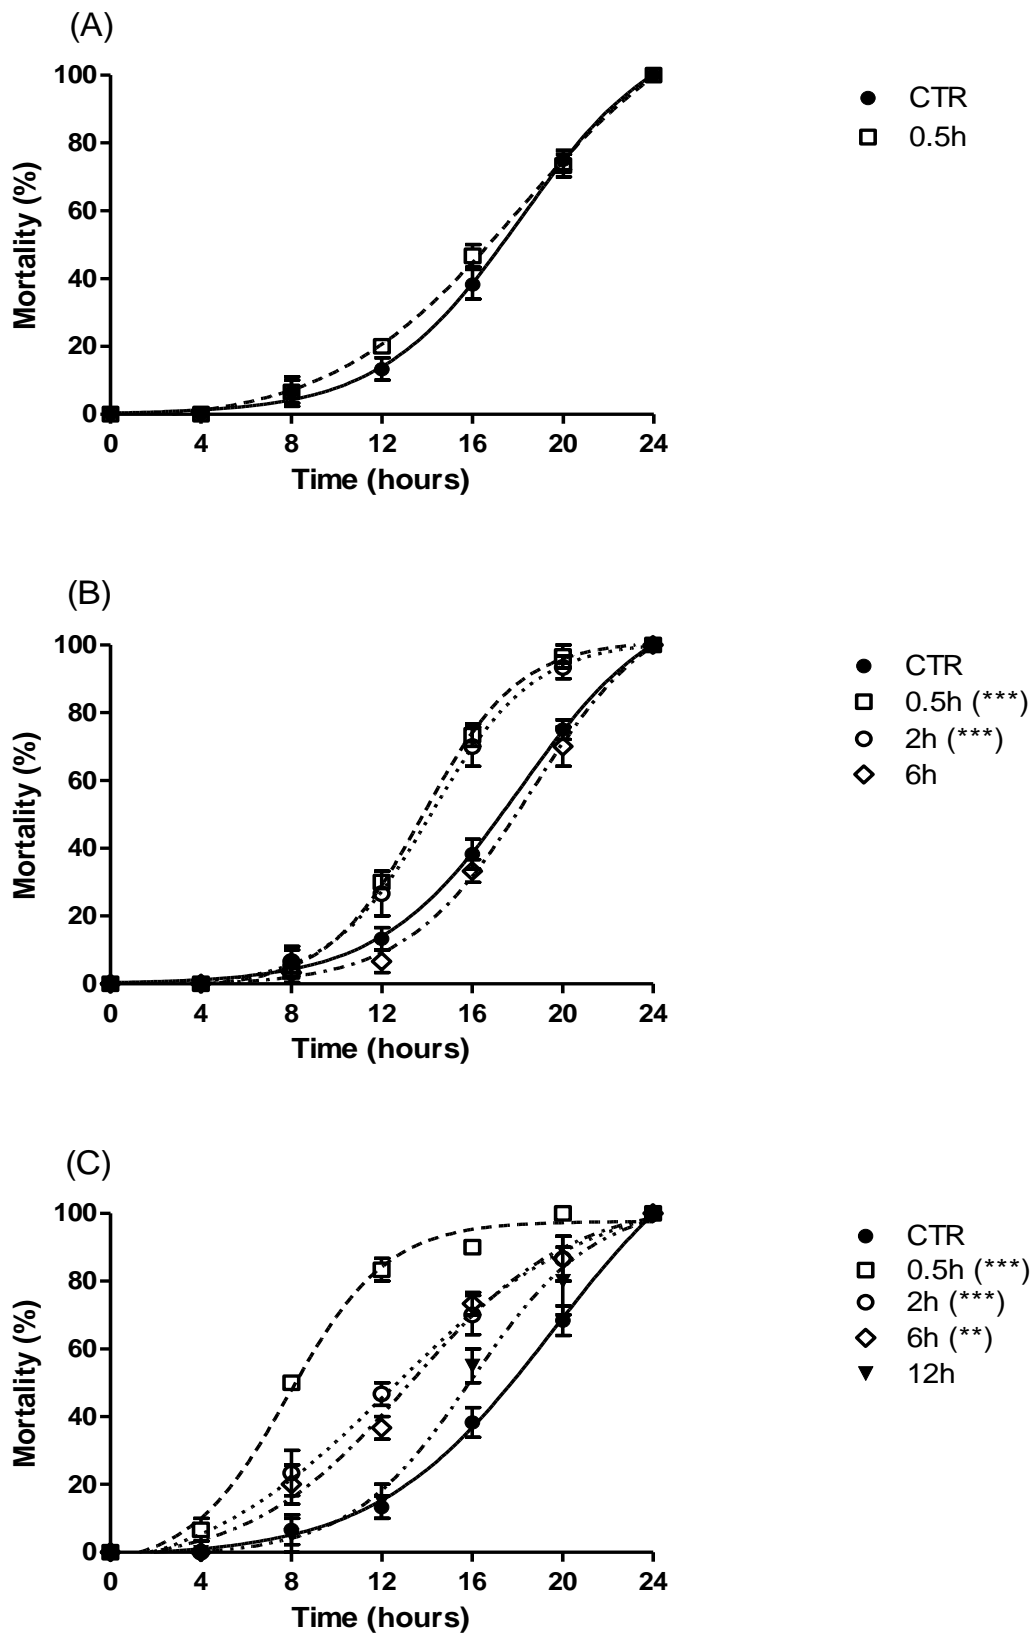 (A)
100
80
60
40
20
0
Mortality (%)
0 4 8 12 16 20 24
Time (hours)
CTR
0.5h
(B)
100
80
60
40
20
0
Mortality (%)
0 4 8 12 16 20 24
Time (hours)
CTR
0.5h (***)
2h (***)
6h
(C)
100
80
60
40
20
0
Mortality (%)
0 4 8 12 16 20 24
Time (hours)
CTR
0.5h (***)
2h (***)
6h (**)
12h